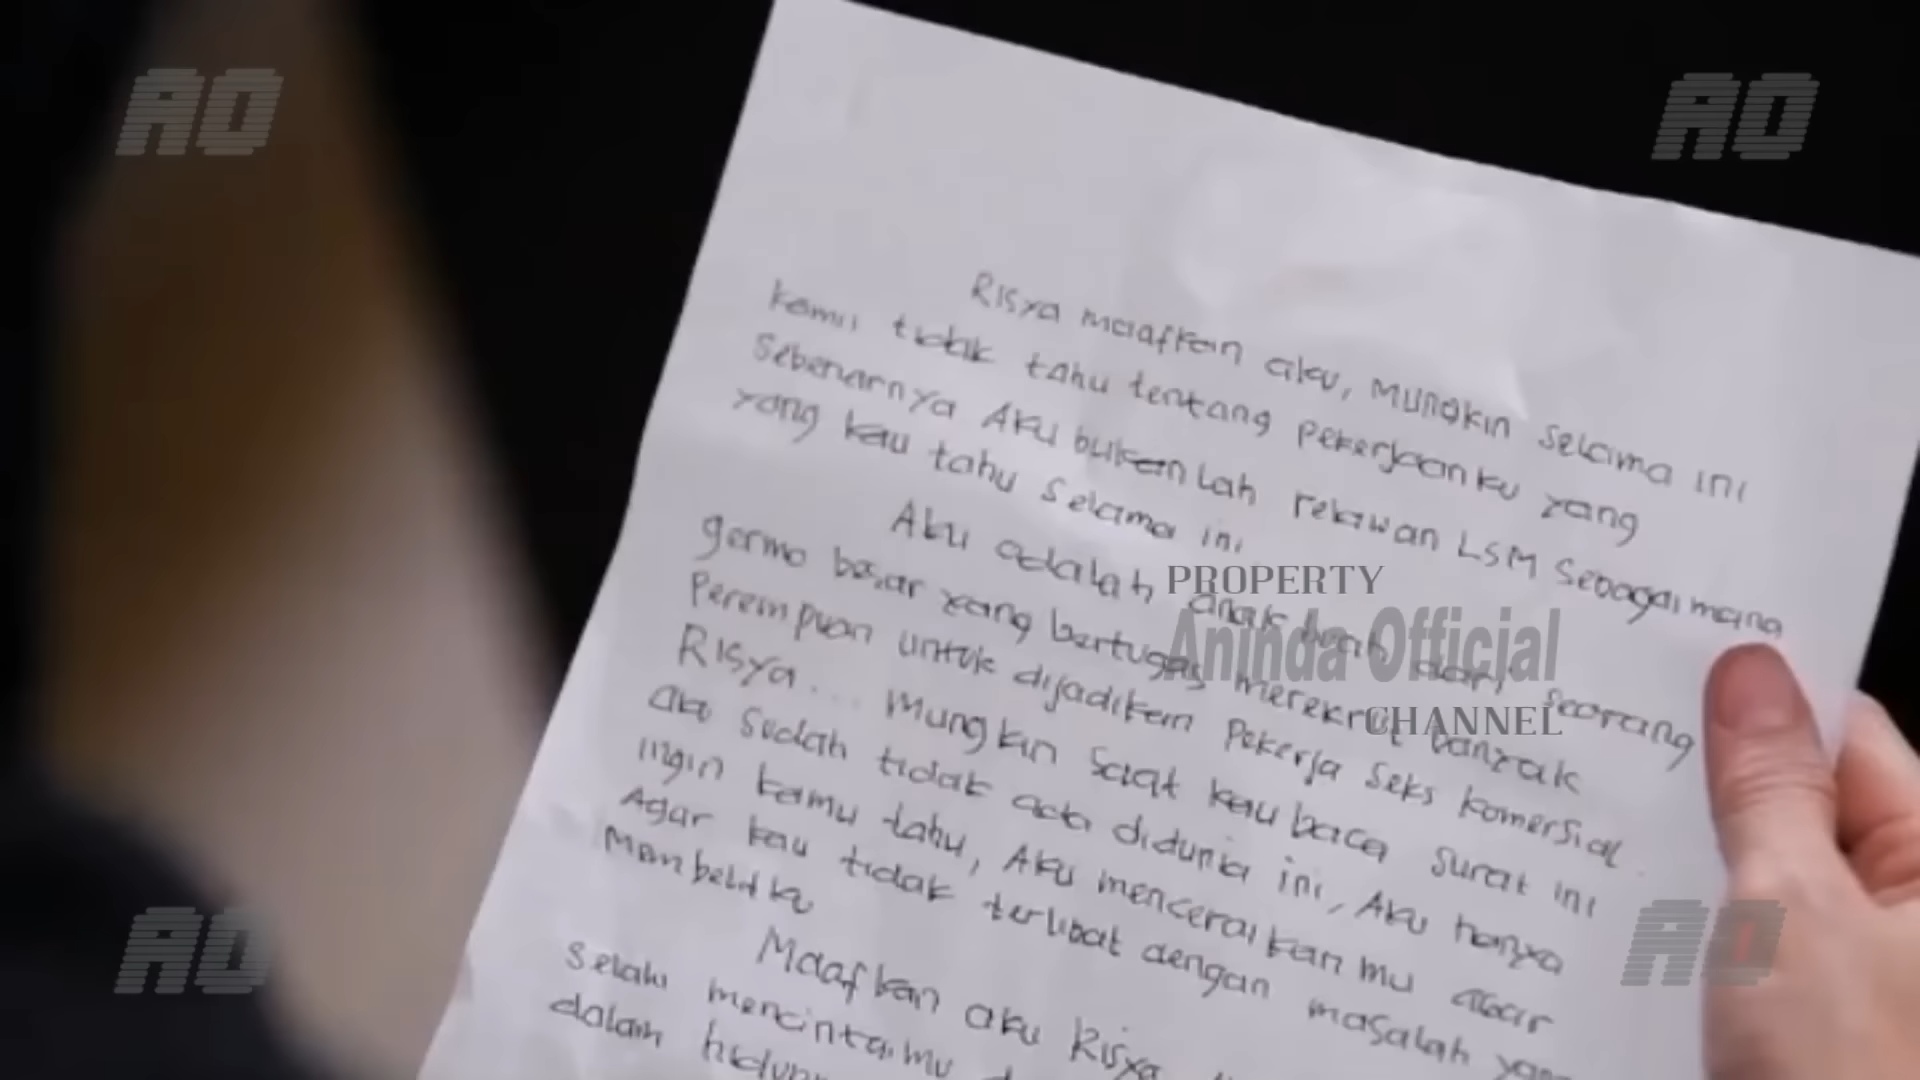 AO
AO
Risya maafkan aku, Mungkin selama ini
kamu tidak tahu tentang pekerjaanku yang
sebenarnya Aku bukanlah relawan LSM sebagaimana
yang kau tahu selama ini
Aku adalah anak buah dari seorang
germo besar yang bertugas merekrut banyak
perempuan untuk dijadikan pekerja seks komersial.
Risya... Mungkin saat kau baca surat ini
aku sudah tidak ada didunia ini, Aku hanya
ingin kamu tahu, Aku menceraikan mu agar
Agar kau tidak terlibat dengan masalah yang
Membelitku
Maafkan aku Risya
selalu mencintaimu
dalam
PROPERTY
Aninda Official
CHANNEL
AO
AO